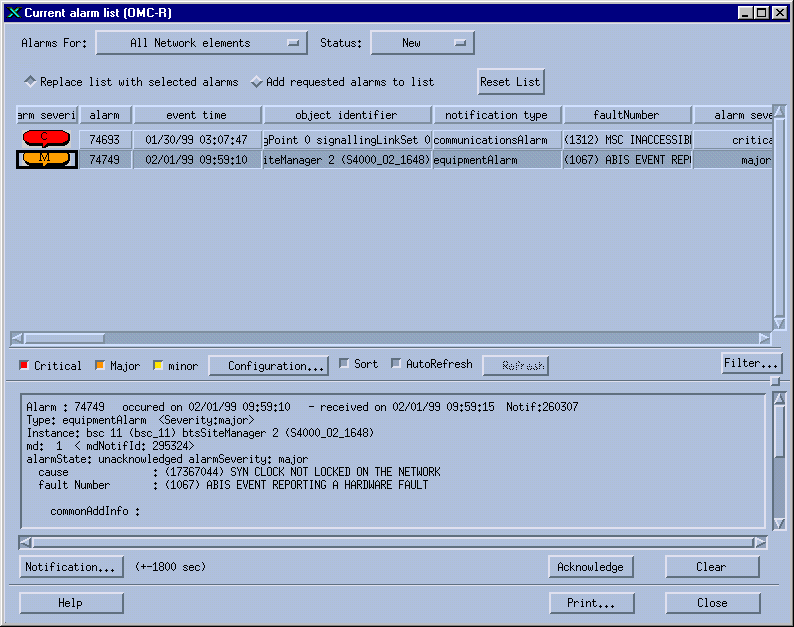 Current alarm list (OMC-R)
Alarms For: All Network elements Status: New
Replace list with selected alarms Add requested alarms to list Reset List
arm severi alarm event time object identifier notification type faultNumber alarm seve
C 74693 01/30/99 03:07:47 gPoint 0 signallingLinkSet 0 communicationsAlarm (1312) MSC INACCESSIB critica
M 74749 02/01/99 09:59:10 iteManager 2 (S4000_02_1648) equipmentAlarm (1067) ABIS EVENT REP major
Critical Major minor Configuration... Sort AutoRefresh Refresh Filter...
Alarm : 74749 occured on 02/01/99 09:59:10 - received on 02/01/99 09:59:15 Notif:260307
Type: equipmentAlarm <Severity:major>
Instance: bsc 11 (bsc_11) btsSiteManager 2 (S4000_02_1648)
md: 1 < mdNotifId: 295324>
alarmState: unacknowledged alarmSeverity: major
cause : (17367044) SYN CLOCK NOT LOCKED ON THE NETWORK
fault Number : (1067) ABIS EVENT REPORTING A HARDWARE FAULT
commonAddInfo :
Notification... (+-1800 sec) Acknowledge Clear
Help Print... Close